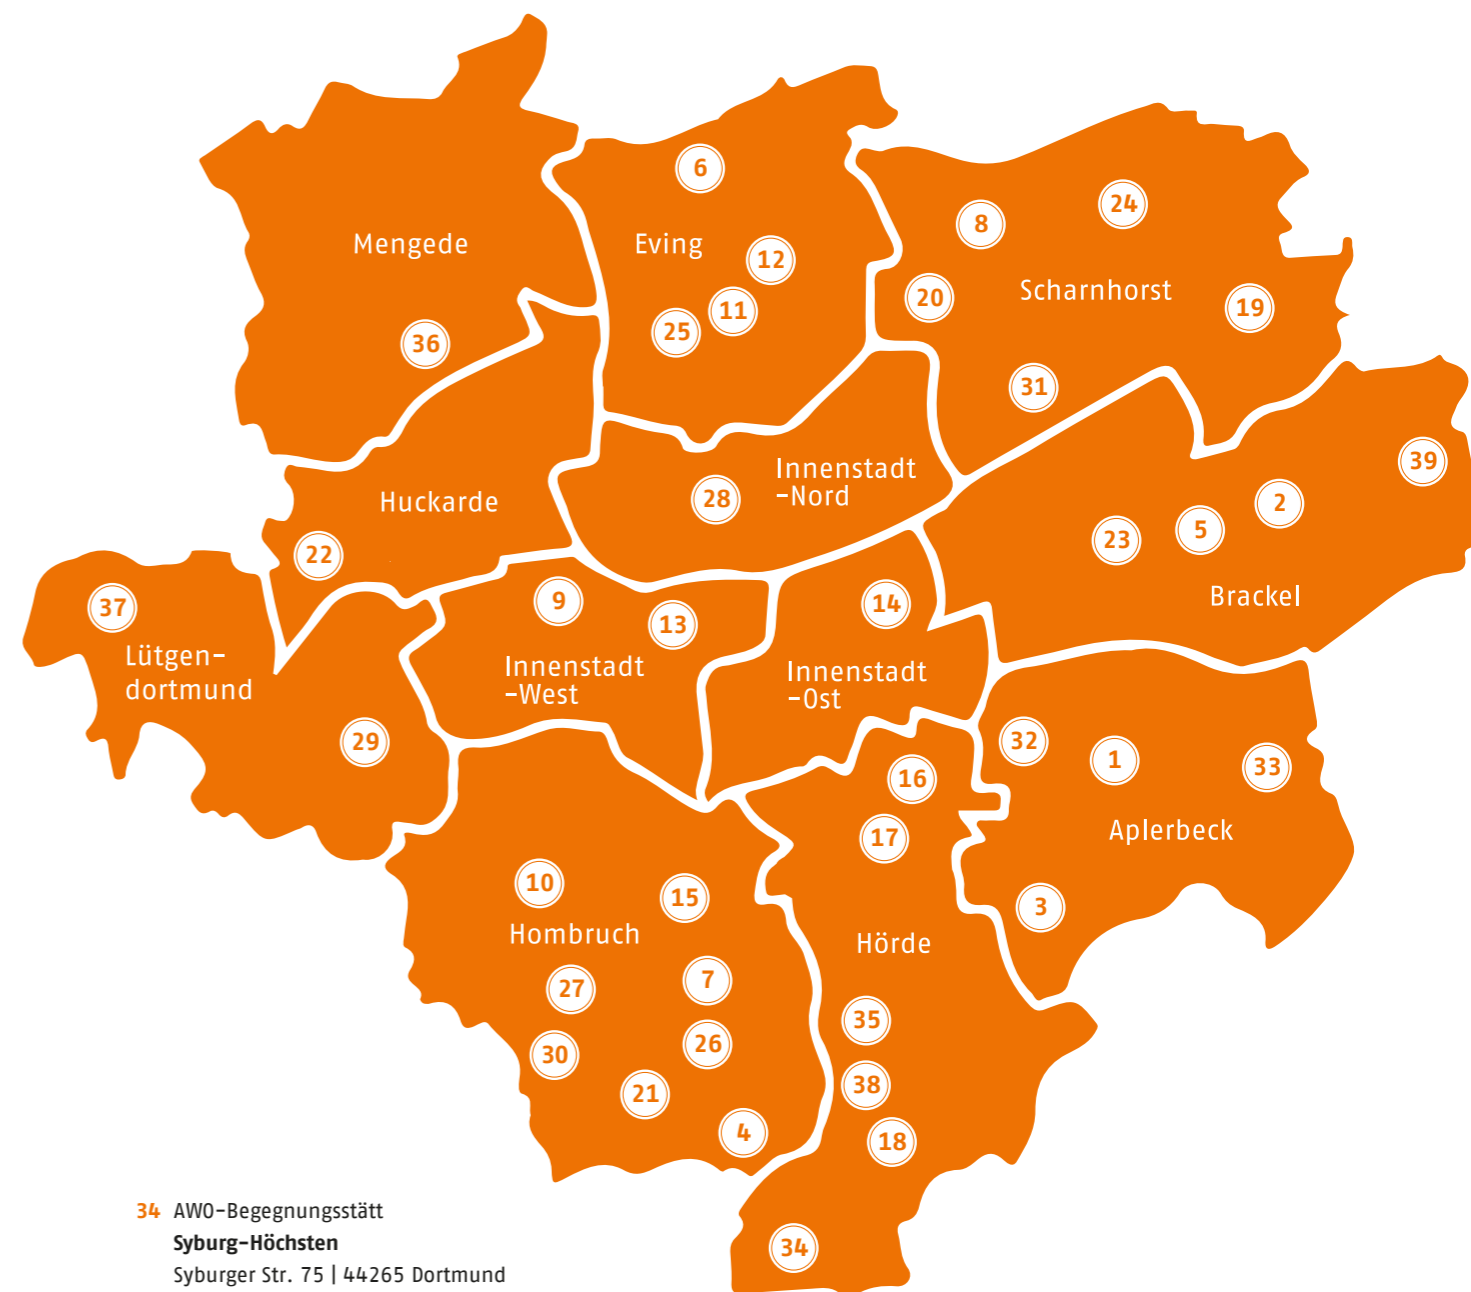 6
24
8
Mengede
Eving
12
Scharnhorst
20
19
11
25
36
31
39
Innenstadt
-Nord
28
2
Huckarde
5
23
22
Brackel
37
9
14
13
Lütgen-
dortmund
Innenstadt
-West
Innenstadt
-Ost
29
32
1
33
16
Aplerbeck
17
10
15
3
Hombruch
Hörde
7
27
35
26
30
38
21
4
18
34 AWO-Begegnungsstätt
Syburg-Höchsten
Syburger Str. 75 | 44265 Dortmund
34